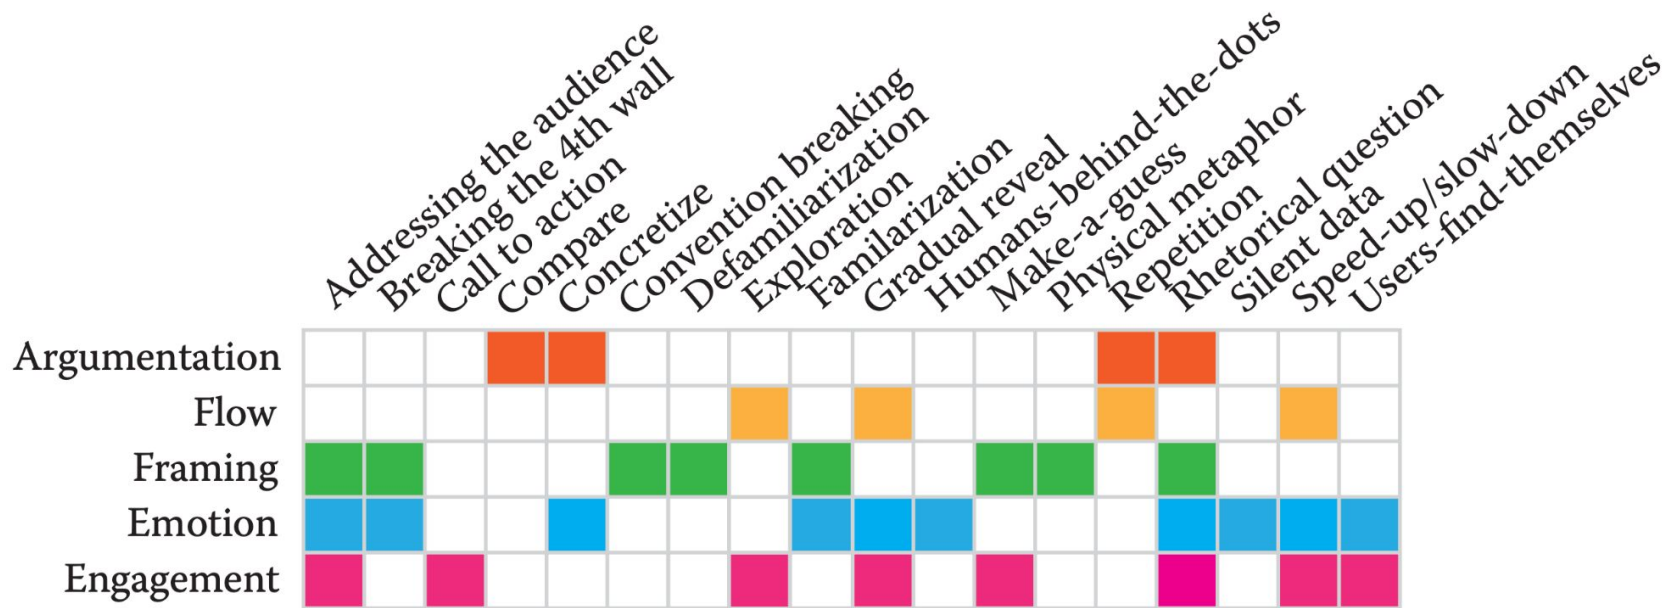 Addressing the audience
Breaking the 4th wall
Call to action
Compare
Concretize
Convention breaking
Defamiliarization
Exploration
Familarization
Gradual reveal
Humans-behind-the-dots
Make-a-guess
Physical metaphor
Repetition
Rhetorical question
Silent data
Speed-up/slow-down
Users-find-themselves
Argumentation
Flow
Framing
Emotion
Engagement